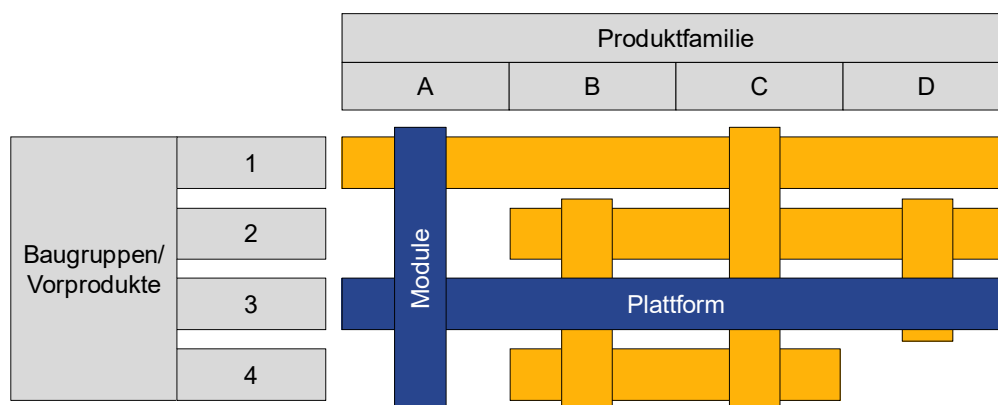 Produktfamilie
A B C D
1
2
Baugruppen/
Vorprodukte
3
4
Module
Plattform